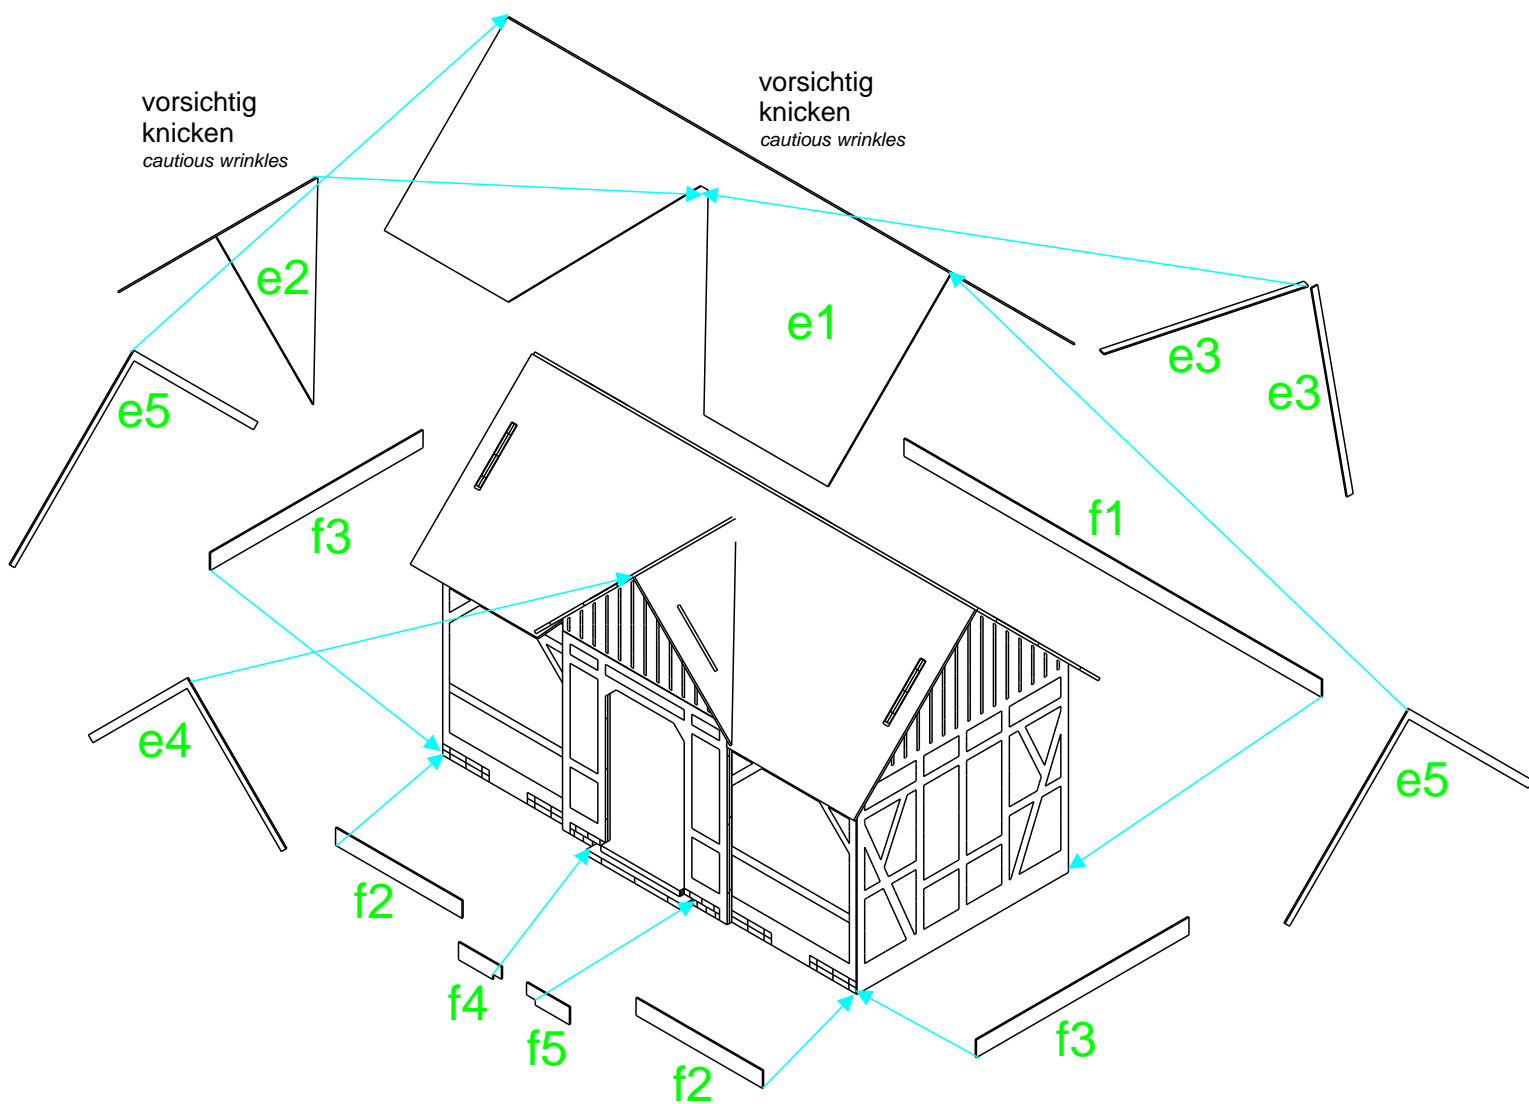 vorsichtig
knicken
cautious wrinkles
vorsichtig
knicken
cautious wrinkles
e2
e1
e3
e3
e5
f3
f1
e4
e5
f2
f4
f5
f2
f3